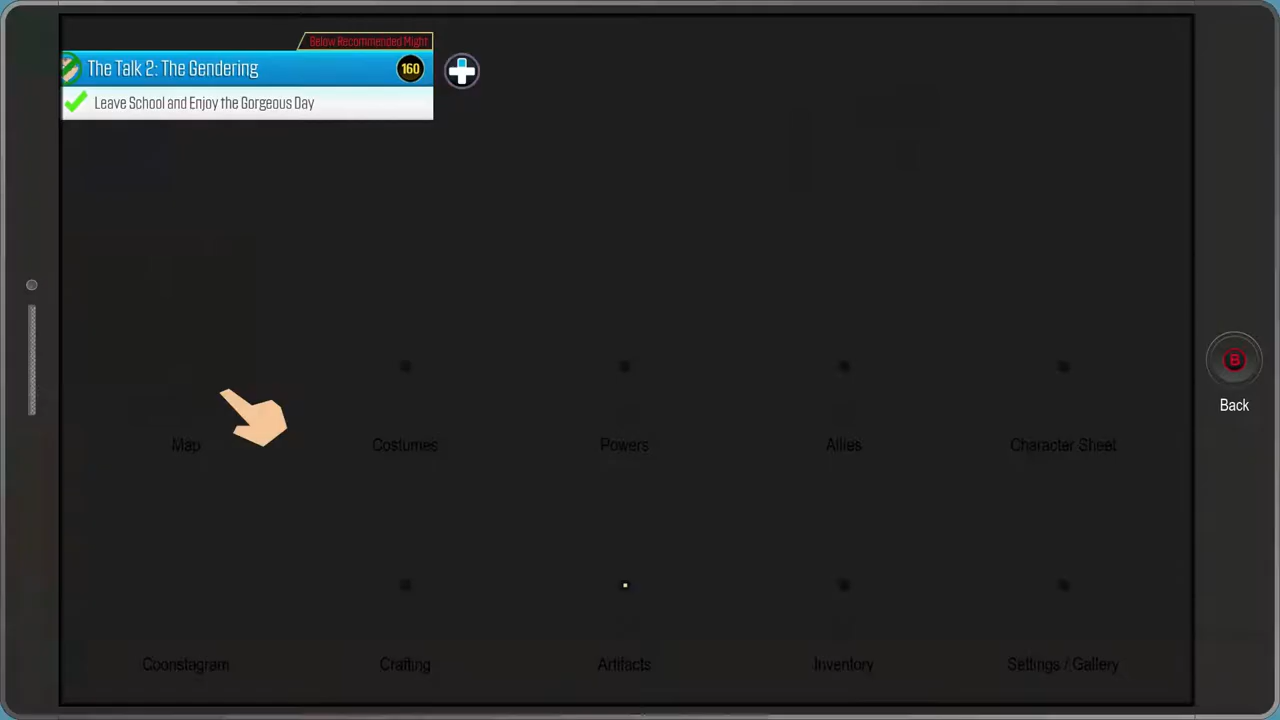 Below Recommended Might
The Talk 2: The Gendering 160
Leave School and Enjoy the Gorgeous Day
B
Back
Map Costumes Powers Allies Character Sheet
Coonstagram Crafting Artifacts Inventory Settings / Gallery